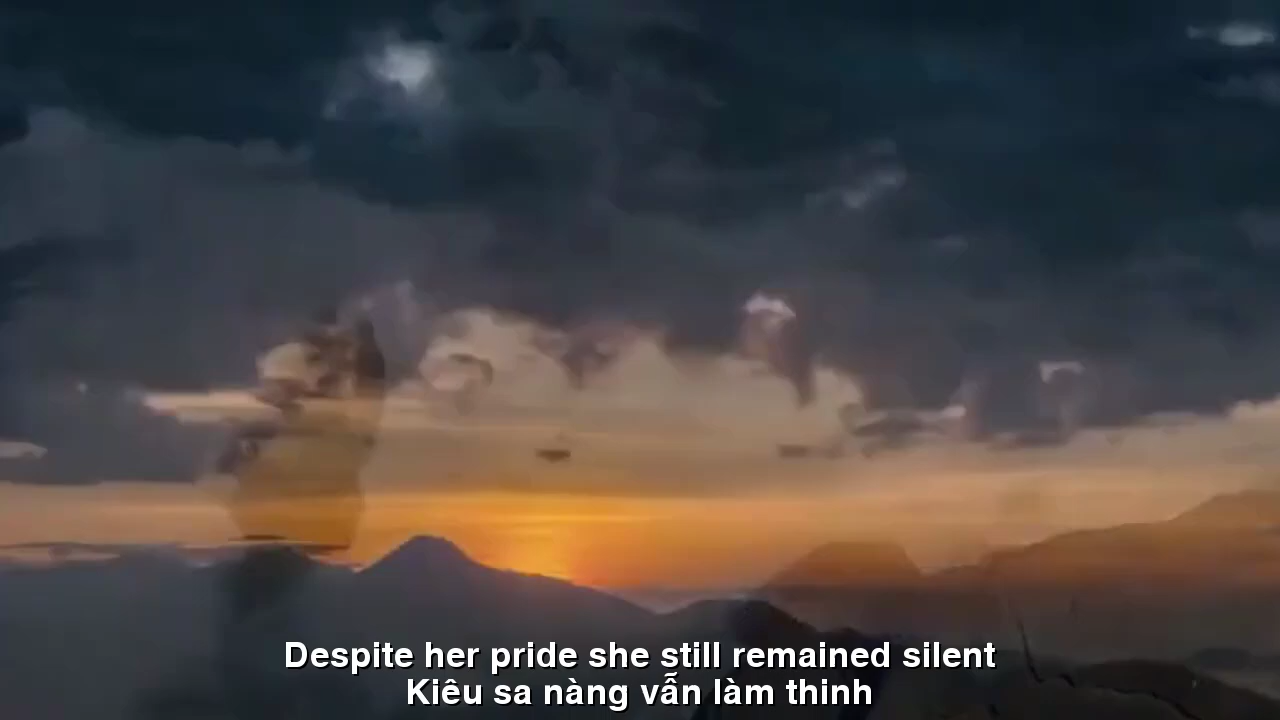 Despite her pride she still remained silent
Kiêu sa nàng vẫn làm thinh